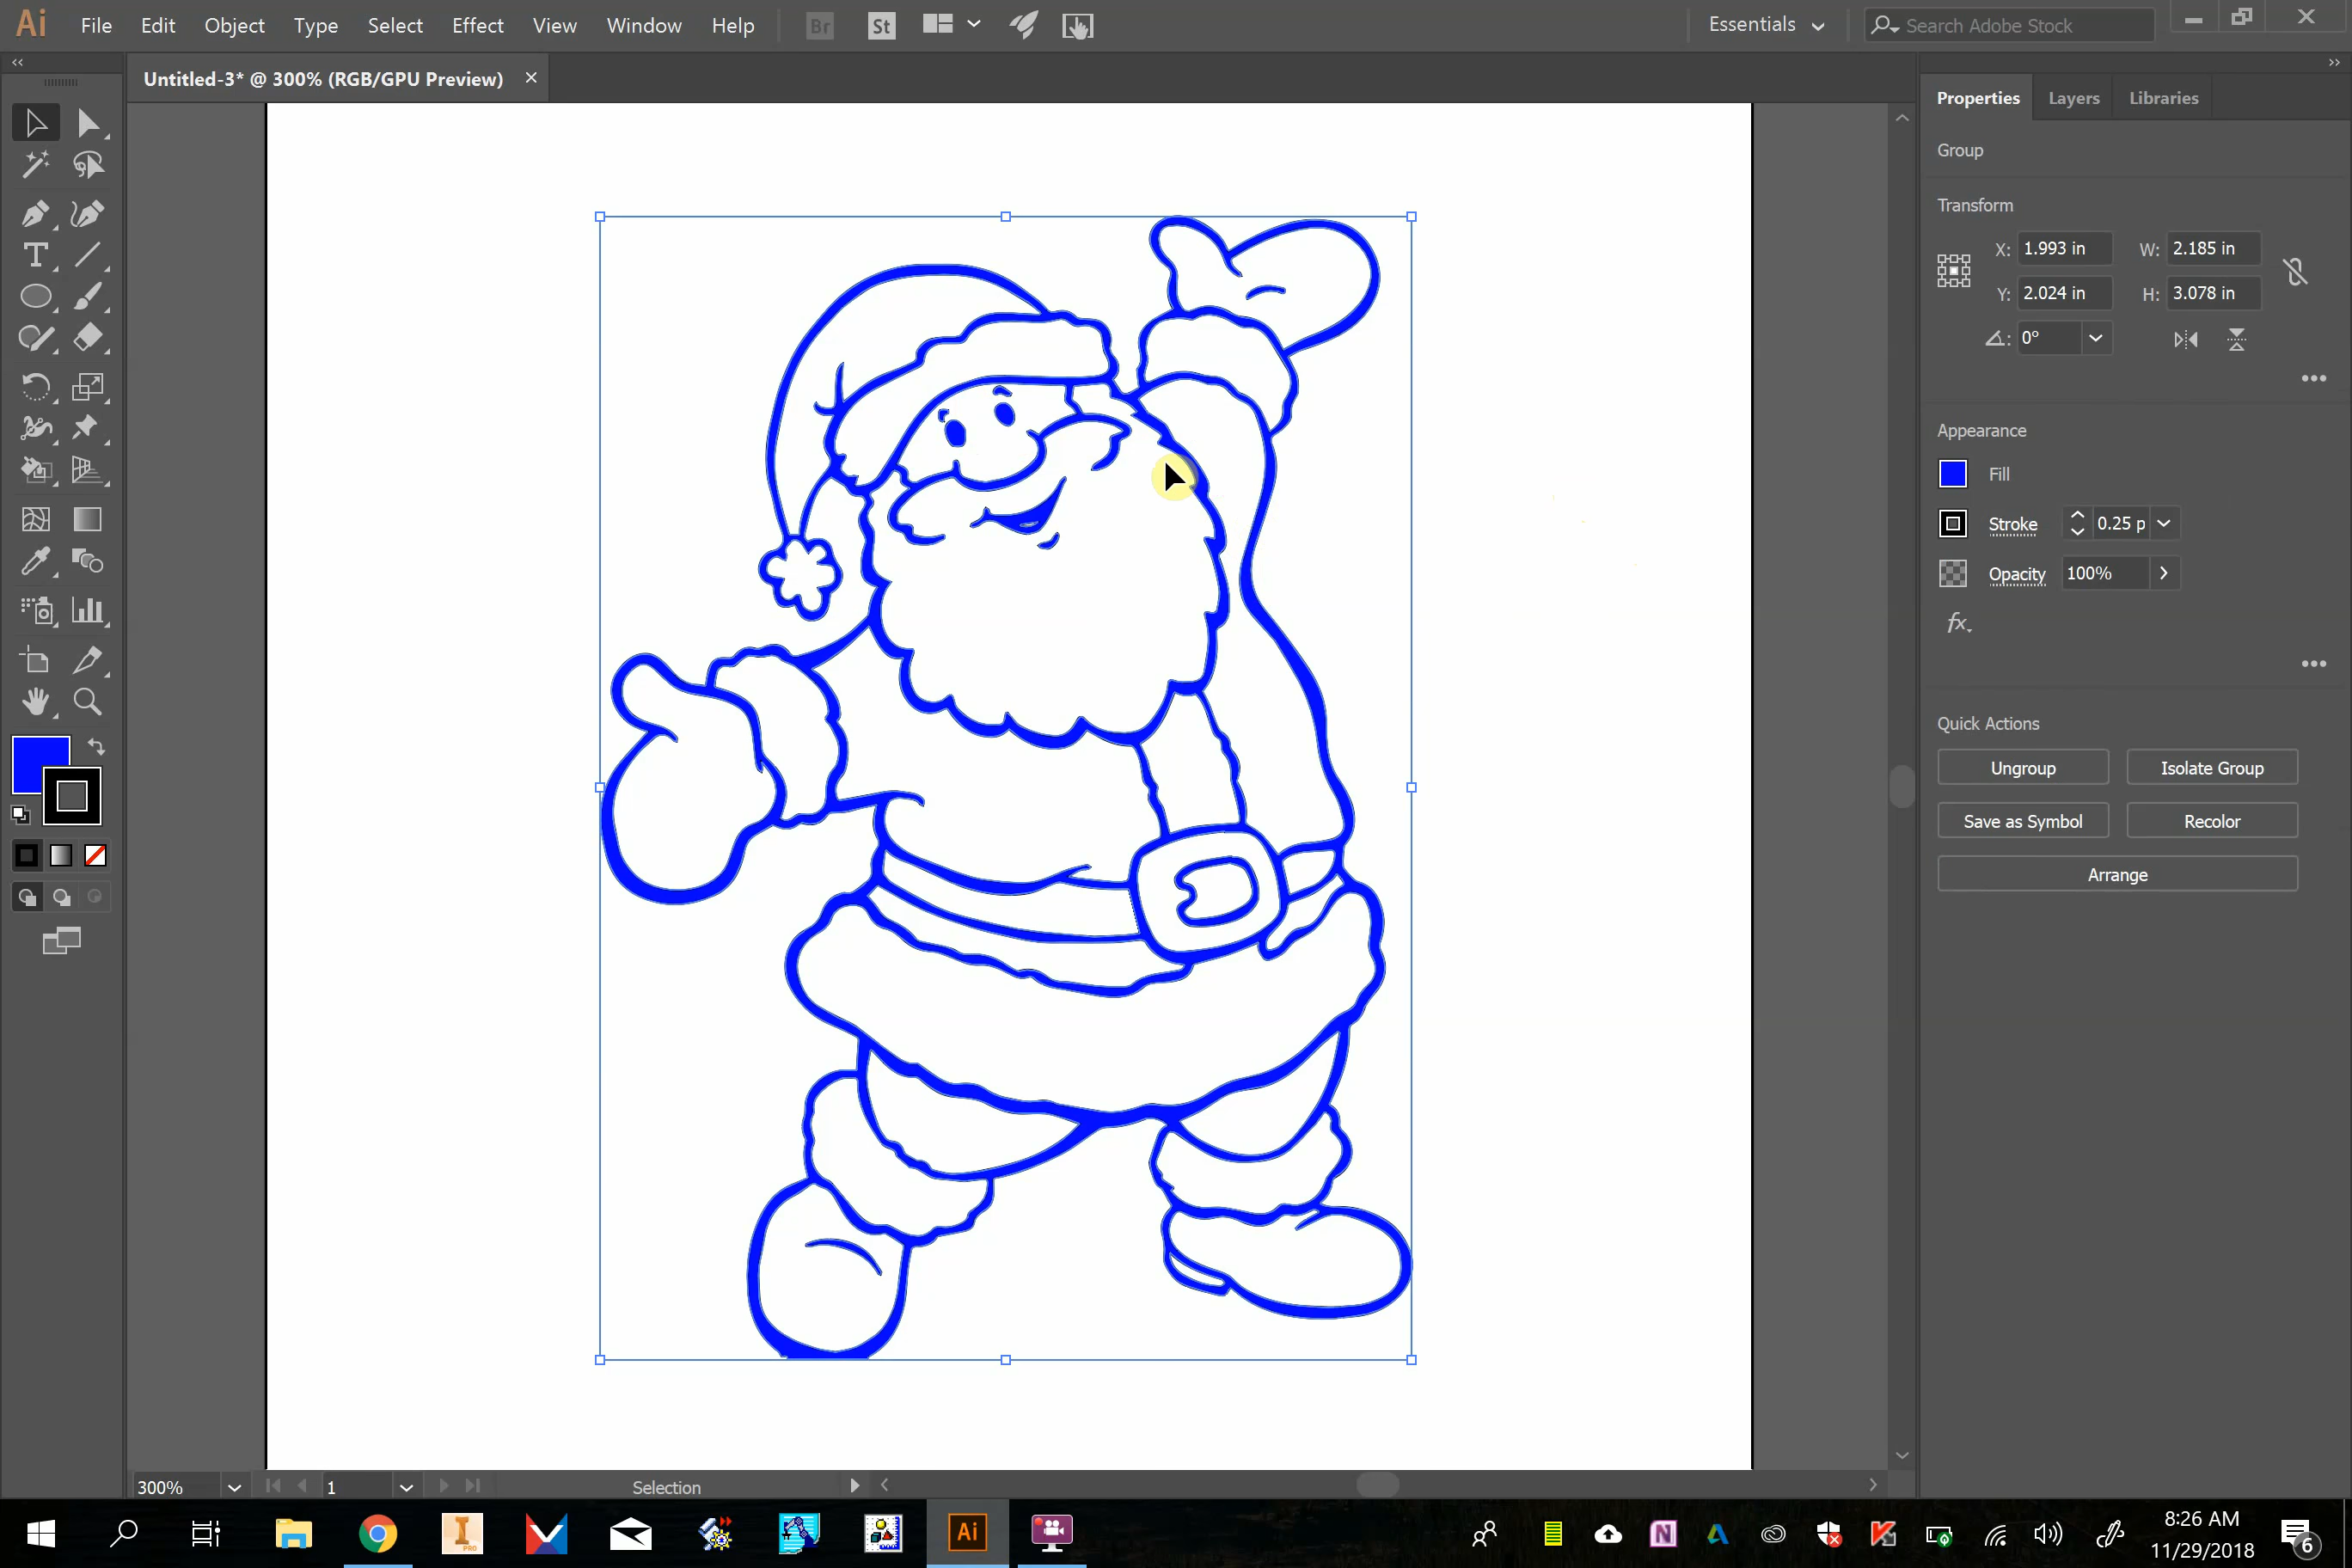 Ai File Edit Object Type Select Effect View Window Help Br St Essentials Search Adobe Stock
Untitled-3* @ 300% (RGB/GPU Preview)
Properties Layers Libraries
Group
Transform
X: 1.993 in W: 2.185 in
Y: 2.024 in H: 3.078 in
0°
Appearance
Fill
Stroke 0.25 p
Opacity 100%
fx
Quick Actions
Ungroup Isolate Group
Save as Symbol Recolor
Arrange
300% 1 Selection
I PRO Ai N 8:26 AM
11/29/2018 6